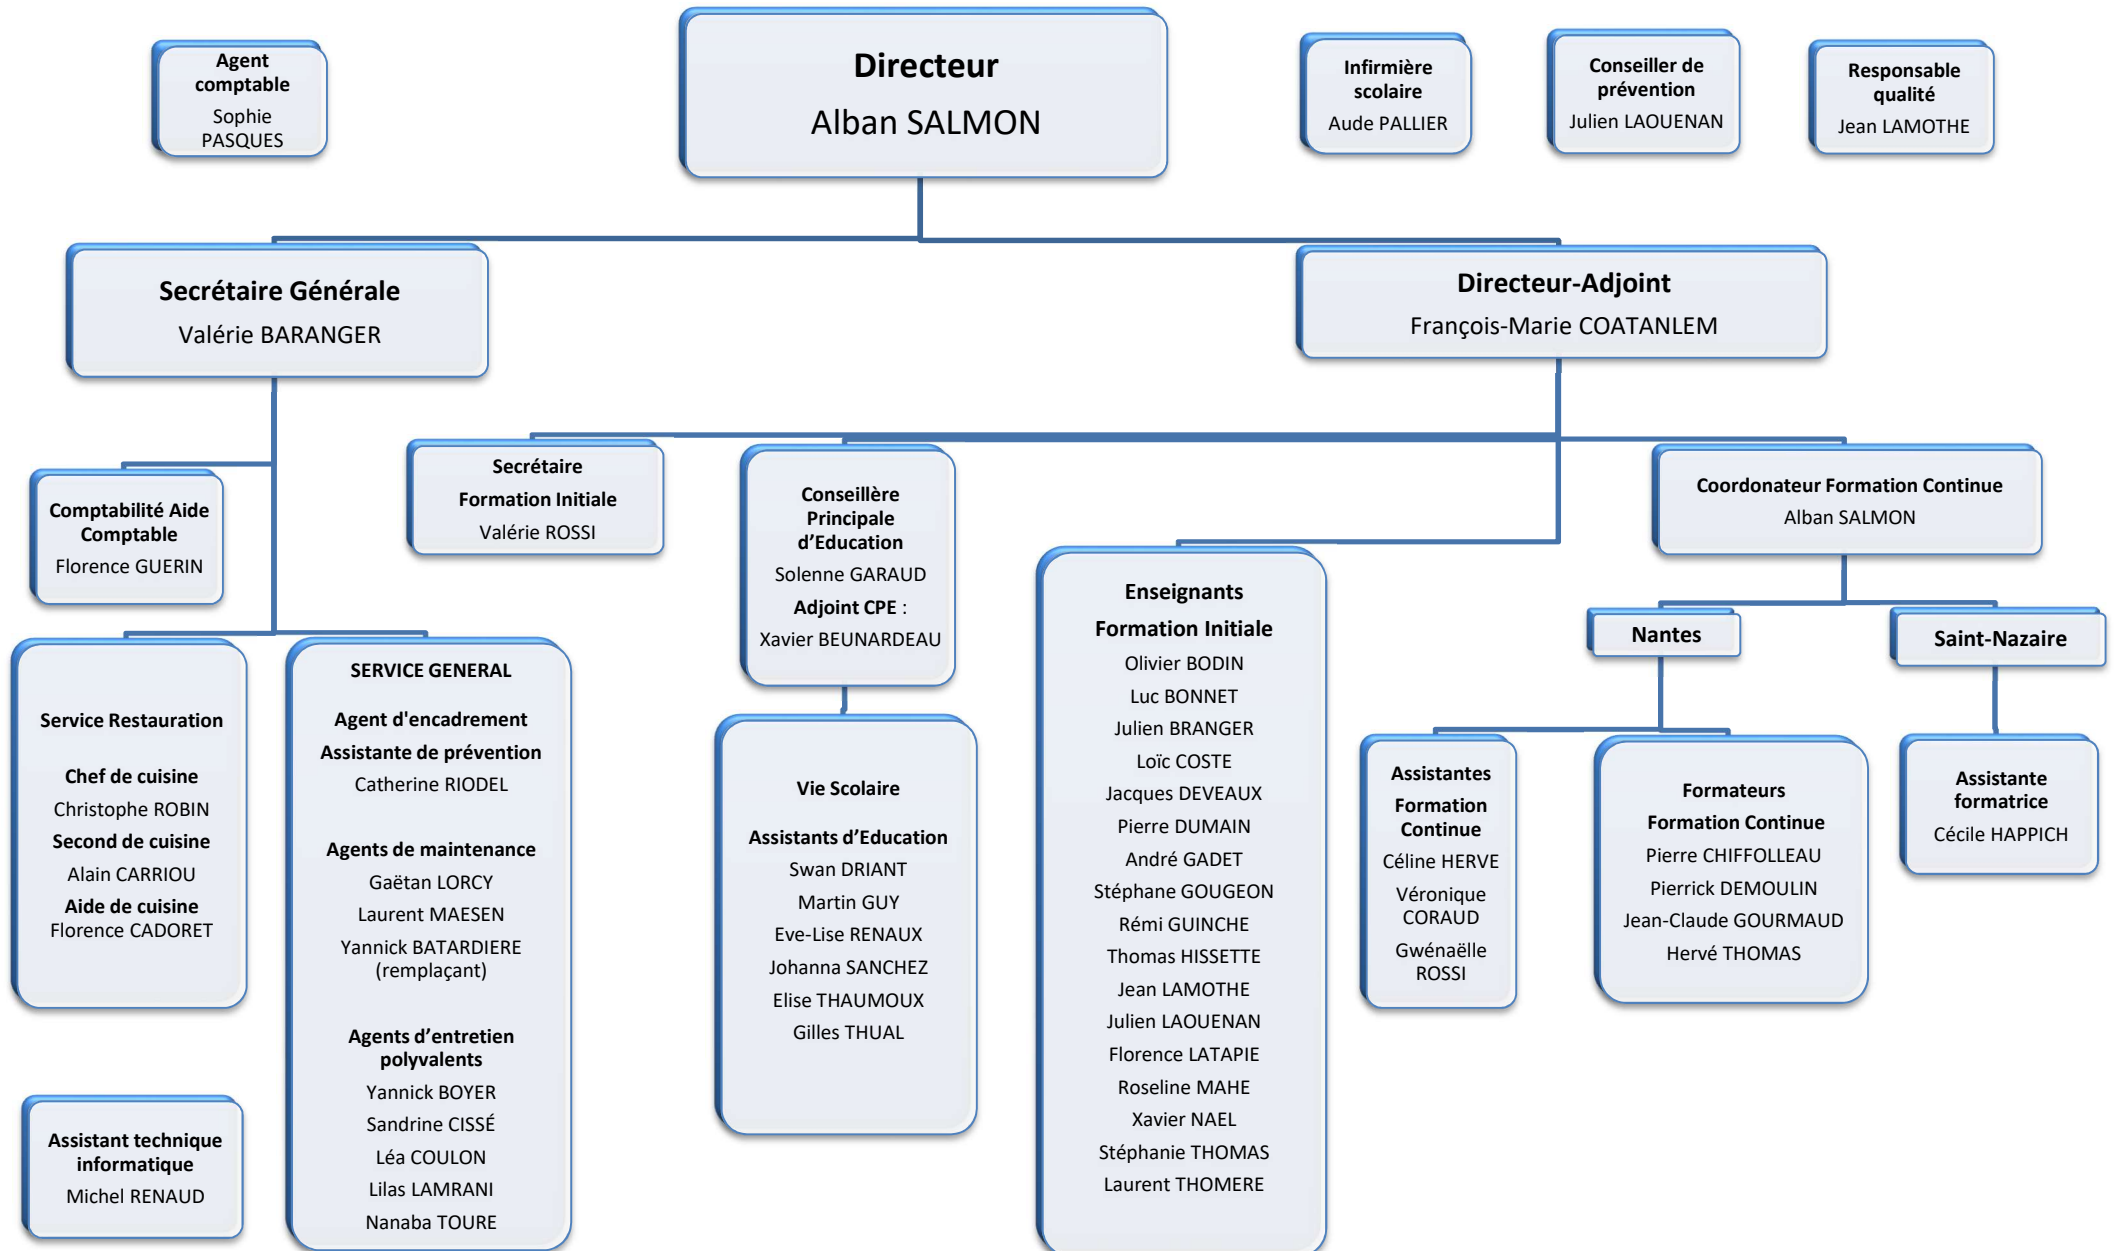 Agent
comptable
Sophie
PASQUES
Directeur
Alban SALMON
Infirmière
scolaire
Aude PALLIER
Conseiller de
prévention
Julien LAOUENAN
Responsable
qualité
Jean LAMOTHE
Secrétaire Générale
Valérie BARANGER
Directeur-Adjoint
François-Marie COATANLEM
Comptabilité Aide
Comptable
Florence GUERIN
Secrétaire
Formation Initiale
Valérie ROSSI
Conseillère
Principale
d’Education
Solenne GARAUD
Adjoint CPE :
Xavier BEUNARDEAU
Coordonateur Formation Continue
Alban SALMON
Service Restauration
Chef de cuisine
Christophe ROBIN
Second de cuisine
Alain CARRIOU
Aide de cuisine
Florence CADORET
SERVICE GENERAL
Agent d'encadrement
Assistante de prévention
Catherine RIODEL
Agents de maintenance
Gaëtan LORCY
Laurent MAESEN
Yannick BATARDIERE
(remplaçant)
Agents d’entretien
polyvalents
Yannick BOYER
Sandrine CISSÉ
Léa COULON
Lilas LAMRANI
Nanaba TOURE
Vie Scolaire
Assistants d’Education
Swan DRIANT
Martin GUY
Eve-Lise RENAUX
Johanna SANCHEZ
Elise THAUMOUX
Gilles THUAL
Enseignants
Formation Initiale
Olivier BODIN
Luc BONNET
Julien BRANGER
Loïc COSTE
Jacques DEVEAUX
Pierre DUMAIN
André GADET
Stéphane GOUGEON
Rémi GUINCHE
Thomas HISSETTE
Jean LAMOTHE
Julien LAOUENAN
Florence LATAPIE
Roseline MAHE
Xavier NAEL
Stéphanie THOMAS
Laurent THOMERE
Nantes
Saint-Nazaire
Assistantes
Formation
Continue
Céline HERVE
Véronique
CORAUD
Gwénaëlle
ROSSI
Formateurs
Formation Continue
Pierre CHIFFOLLEAU
Pierrick DEMOULIN
Jean-Claude GOURMAUD
Hervé THOMAS
Assistante
formatrice
Cécile HAPPICH
Assistant technique
informatique
Michel RENAUD